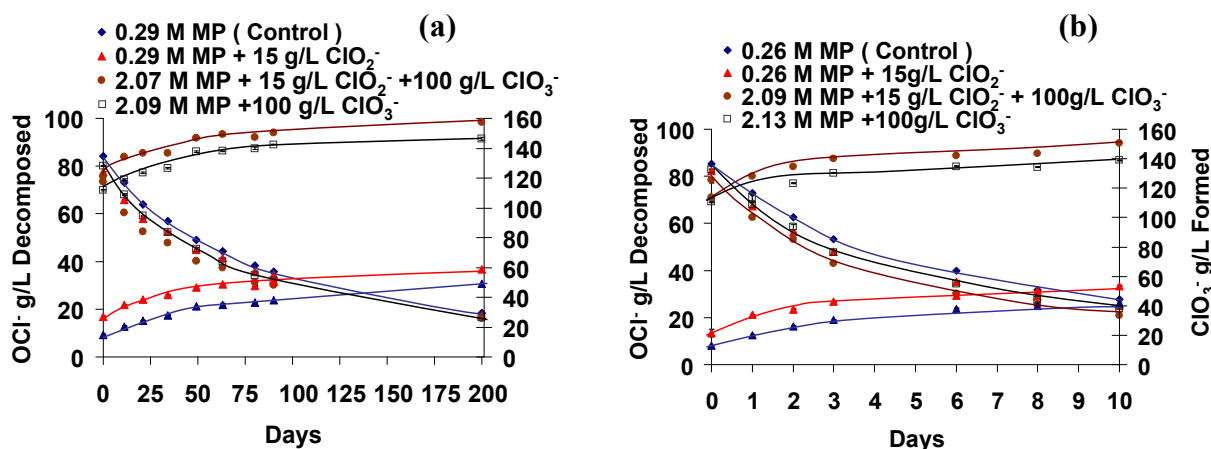 (a)
0.29 M MP ( Control )
0.29 M MP + 15 g/L ClO₂⁻
2.07 M MP + 15 g/L ClO₂⁻ +100 g/L ClO₃⁻
2.09 M MP +100 g/L ClO₃⁻
OCl⁻ g/L Decomposed
100
80
60
40
20
0
160
140
120
100
80
60
40
20
0
0 25 50 75 100 125 150 175 200
Days
(b)
0.26 M MP ( Control )
0.26 M MP + 15g/L ClO₂⁻
2.09 M MP +15 g/L ClO₂⁻ + 100g/L ClO₃⁻
2.13 M MP +100g/L ClO₃⁻
OCl⁻ g/L Decomposed
100
80
60
40
20
0
160
140
120
100
80
60
40
20
0
ClO₃⁻ g/L Formed
0 1 2 3 4 5 6 7 8 9 10
Days